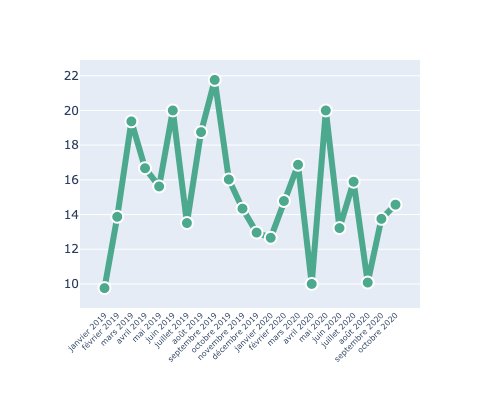 22
20
18
16
14
12
10
janvier 2019
février 2019
mars 2019
avril 2019
mai 2019
juin 2019
juillet 2019
août 2019
septembre 2019
octobre 2019
novembre 2019
décembre 2019
janvier 2020
février 2020
mars 2020
avril 2020
mai 2020
juin 2020
juillet 2020
août 2020
septembre 2020
octobre 2020